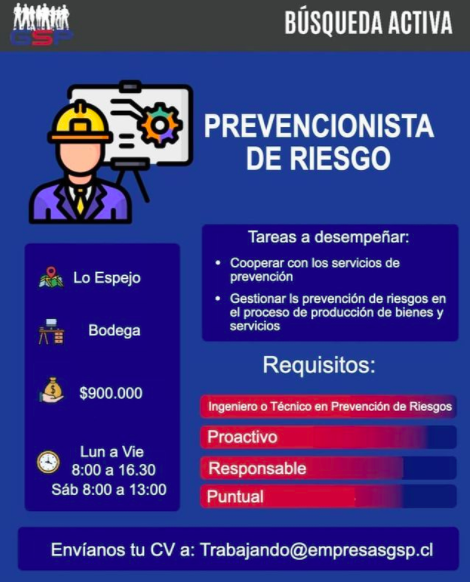 GSP
BÚSQUEDA ACTIVA
PREVENCIONISTA
DE RIESGO
Tareas a desempeñar:
• Cooperar con los servicios de
prevención
• Gestionar ls prevención de riesgos en
el proceso de producción de bienes y
servicios
Lo Espejo
Bodega
$900.000
Lun a Vie
8:00 a 16.30
Sáb 8:00 a 13:00
Requisitos:
Ingeniero o Técnico en Prevención de Riesgos
Proactivo
Responsable
Puntual
Envíanos tu CV a: Trabajando@empresasgsp.cl